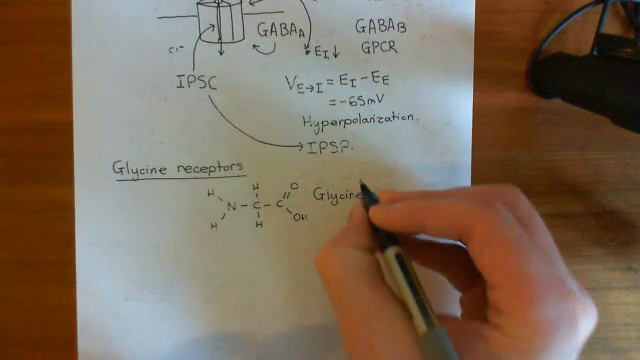 GABAA
Cl-
IPSC
EI↓
GABAB
GPCR
VE→I = EI - EE
= -65mV
Hyperpolarization.
IPSP.
Glycine receptors
H
H
N - C - C
O
OH
H
H
Glycine